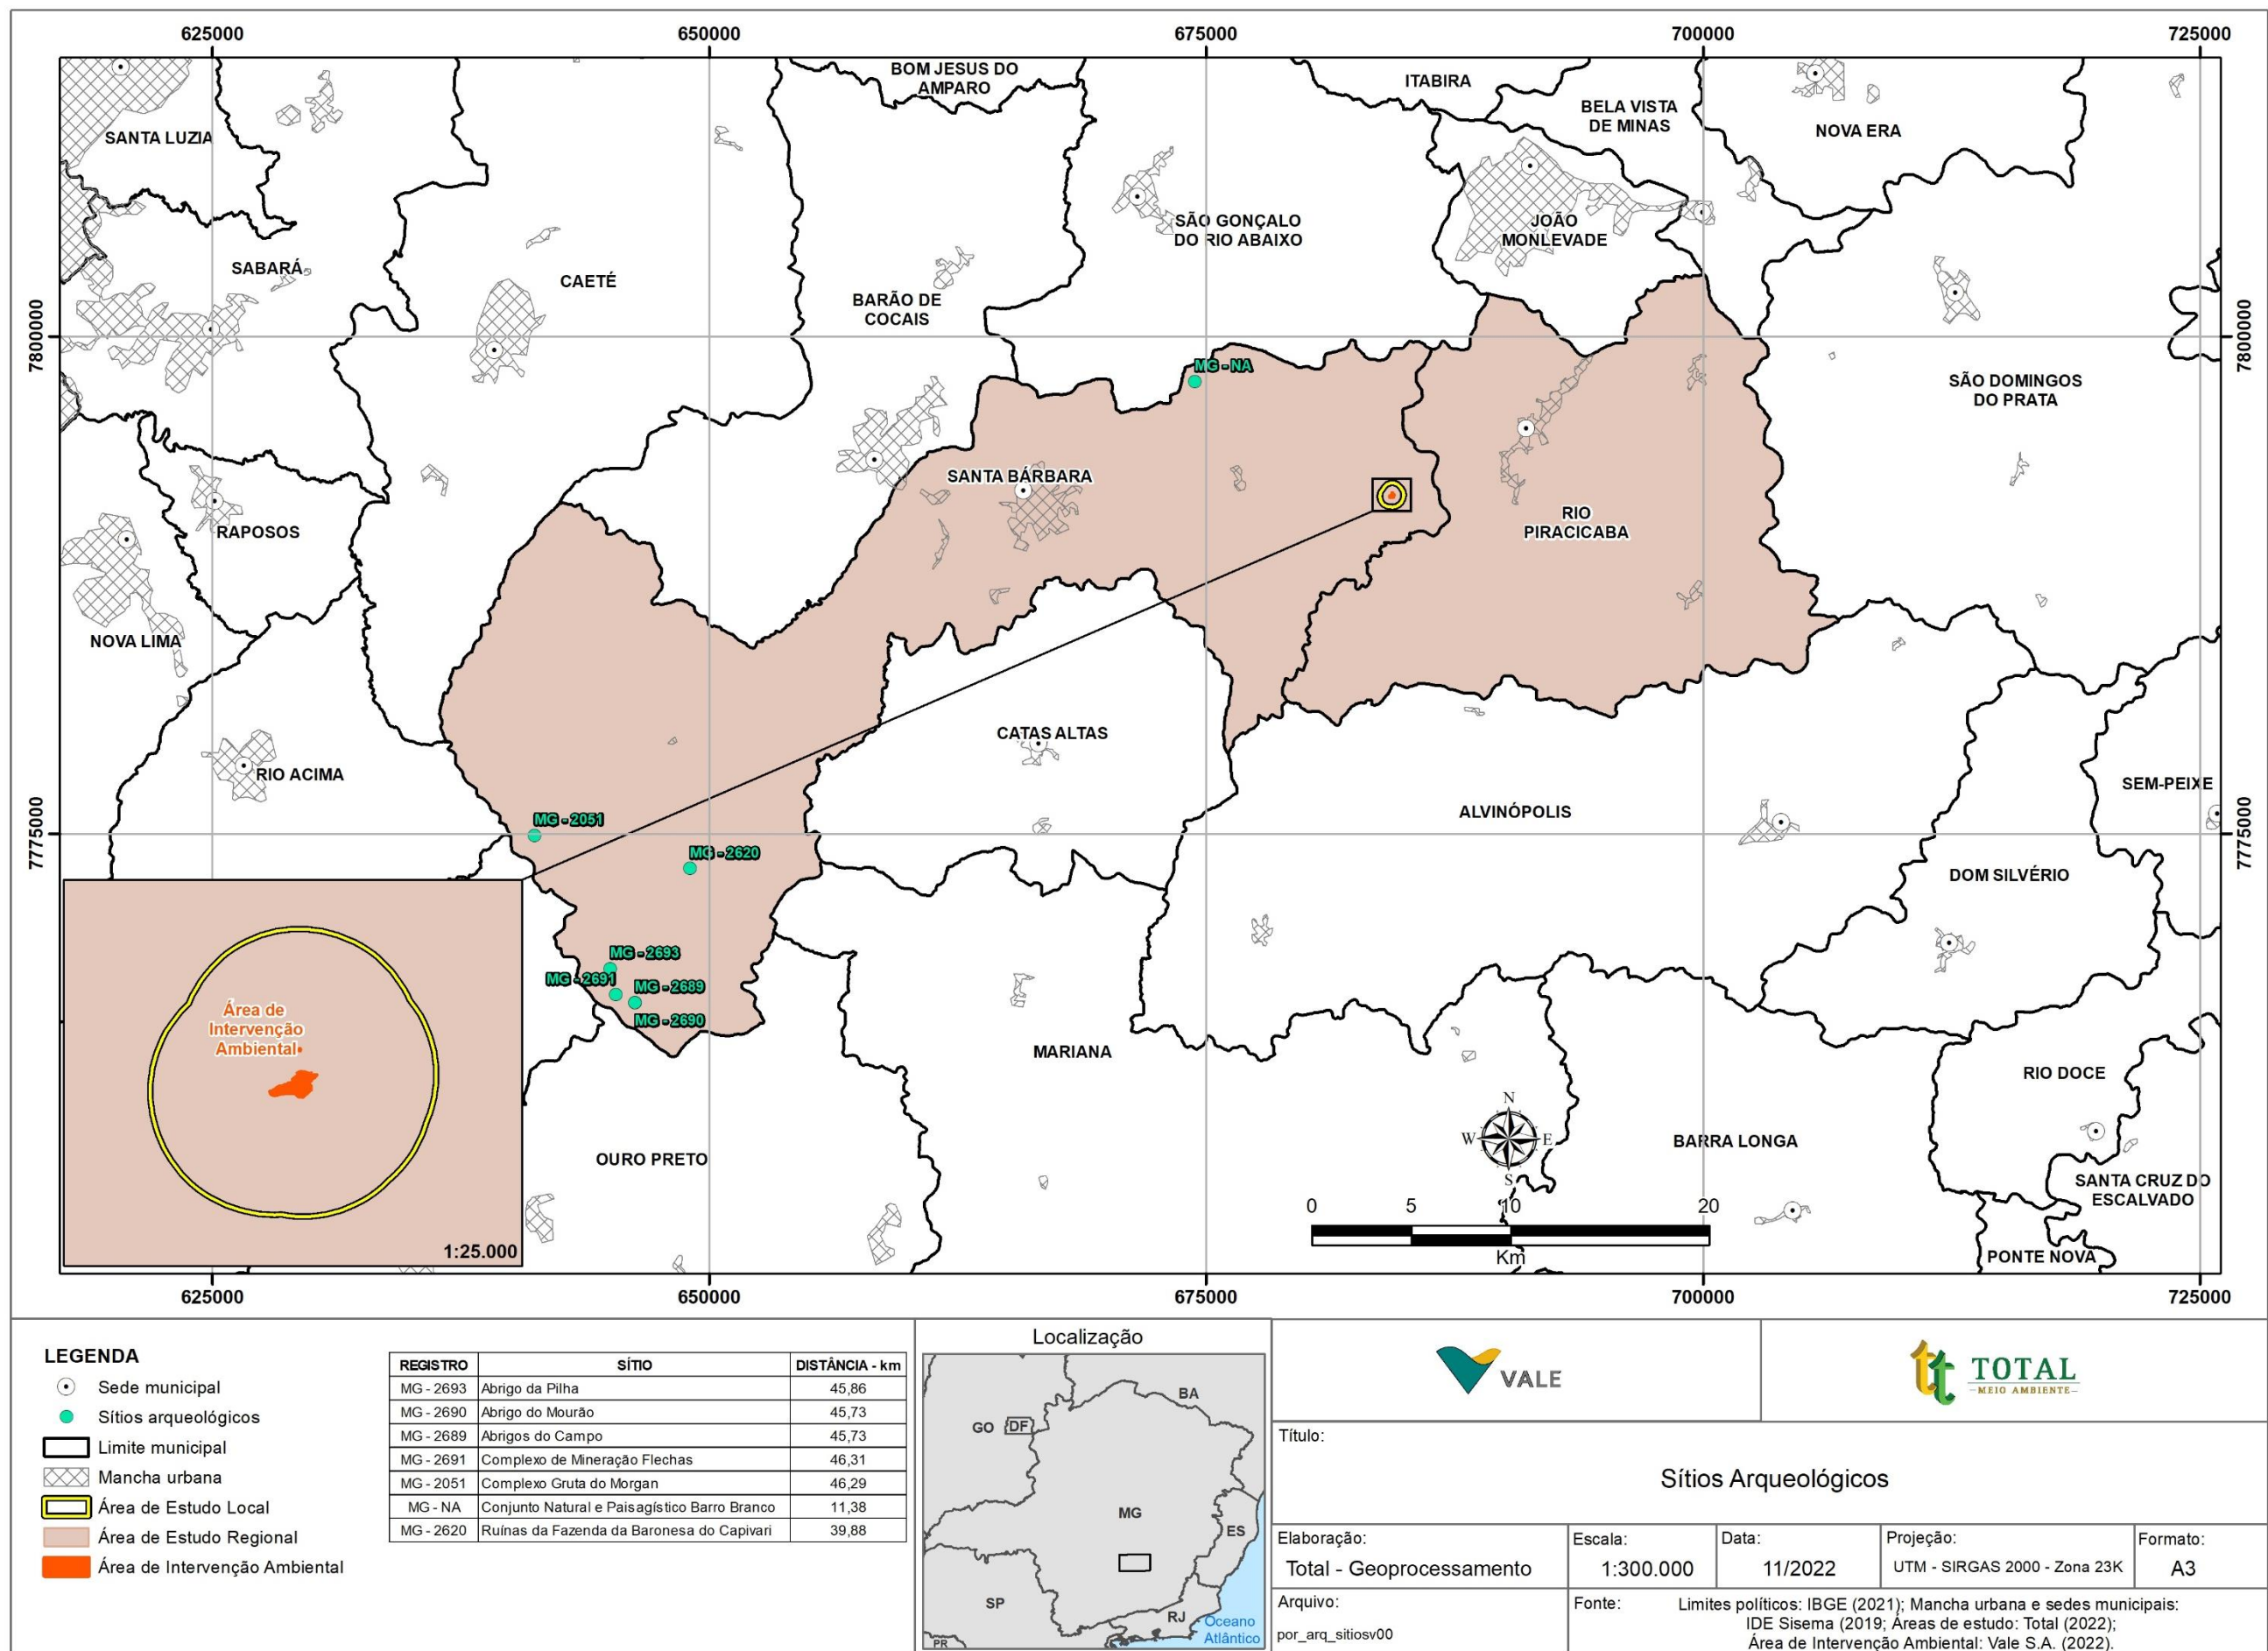 625000
650000
675000
700000
725000
BOM JESUS DO
AMPARO
ITABIRA
BELA VISTA
DE MINAS
NOVA ERA
SANTA LUZIA
SÃO GONÇALO
DO RIO ABAIXO
JOÃO
MONLEVADE
SABARÁ
CAETÉ
BARÃO DE
COCAIS
7800000
7800000
MG - NA
SÃO DOMINGOS
DO PRATA
SANTA BÁRBARA
RAPOSOS
RIO
PIRACICABA
NOVA LIMA
CATAS ALTAS
RIO ACIMA
SEM-PEIXE
ALVINÓPOLIS
7775000
7775000
MG - 2051
MG - 2620
DOM SILVÉRIO
MG - 2693
MG - 2691
MG - 2689
MG - 2690
Área de
Intervenção
Ambiental
MARIANA
RIO DOCE
OURO PRETO
BARRA LONGA
SANTA CRUZ DO
ESCALVADO
PONTE NOVA
1:25.000
N
W
E
S
0
5
10
20
Km
625000
650000
675000
700000
725000
LEGENDA
Sede municipal
Sítios arqueológicos
Limite municipal
Mancha urbana
Área de Estudo Local
Área de Estudo Regional
Área de Intervenção Ambiental
REGISTRO SÍTIO DISTÂNCIA - km
MG - 2693 Abrigo da Pilha 45,86
MG - 2690 Abrigo do Mourão 45,73
MG - 2689 Abrigos do Campo 45,73
MG - 2691 Complexo de Mineração Flechas 46,31
MG - 2051 Complexo Gruta do Morgan 46,29
MG - NA Conjunto Natural e Paisagístico Barro Branco 11,38
MG - 2620 Ruínas da Fazenda da Baronesa do Capivari 39,88
Localização
BA
GO
DF
MG
ES
SP
RJ
PR
Oceano
Atlântico
VALE
TOTAL
MEIO AMBIENTE
Título:
Sítios Arqueológicos
Elaboração:
Total - Geoprocessamento
Escala:
1:300.000
Data:
11/2022
Projeção:
UTM - SIRGAS 2000 - Zona 23K
Formato:
A3
Arquivo:
por_arq_sitiosv00
Fonte:
Limites políticos: IBGE (2021); Mancha urbana e sedes municipais:
IDE Sisema (2019; Áreas de estudo: Total (2022);
Área de Intervenção Ambiental: Vale S.A. (2022).